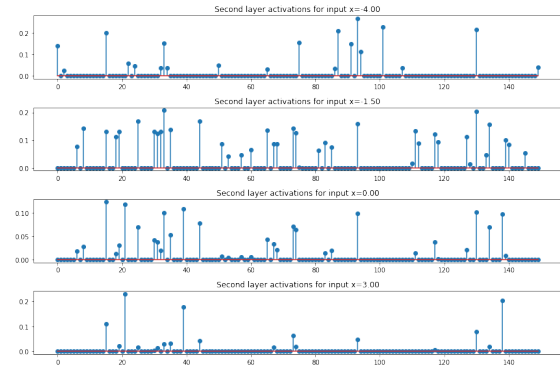 Second layer activations for input x=-4.00
0.2
0.1
0.0
0 20 40 60 80 100 120 140
Second layer activations for input x=-1.50
0.2
0.1
0.0
0 20 40 60 80 100 120 140
Second layer activations for input x=0.00
0.10
0.05
0.00
0 20 40 60 80 100 120 140
Second layer activations for input x=3.00
0.2
0.1
0.0
0 20 40 60 80 100 120 140